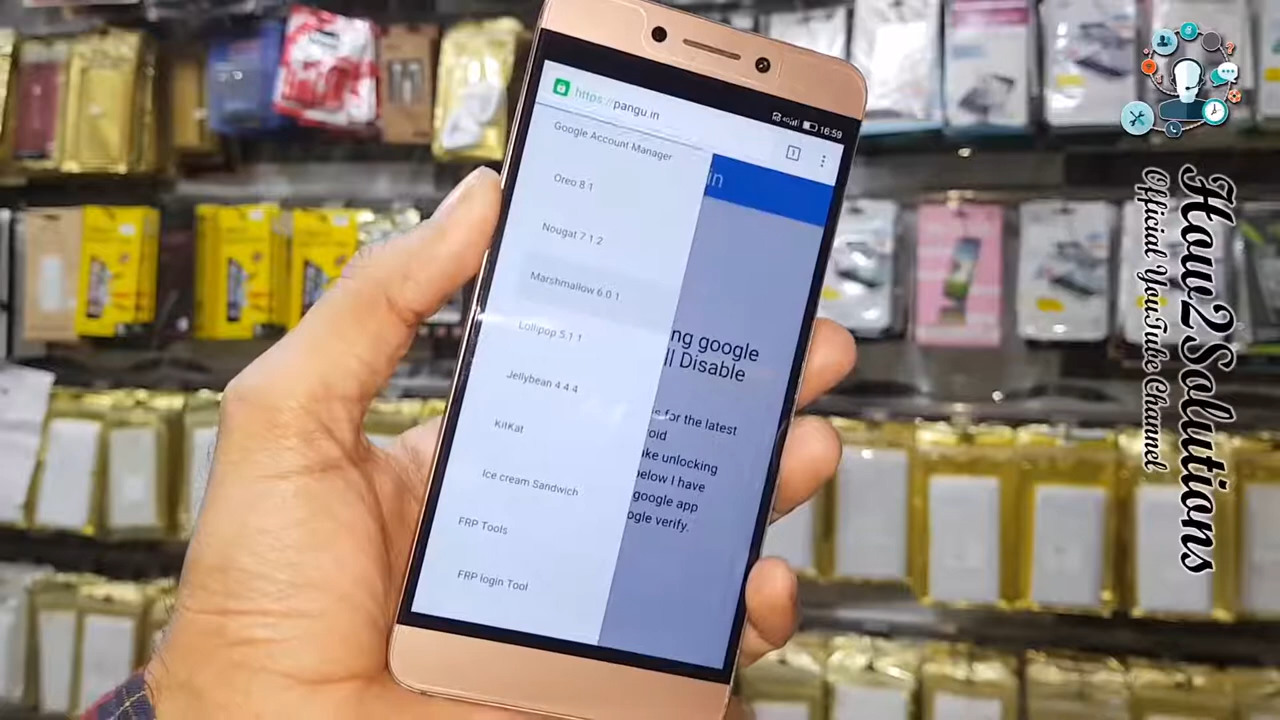 https://pangu.in
16:59
Google Account Manager
Oreo 8 1
Nougat 7 1 2
Marshmallow 6 0 1
Lollipop 5 1 1
Jellybean 4 4 4
KitKat
Ice cream Sandwich
FRP Tools
FRP login Tool
in
ng google
ll Disable
s for the latest
oid
ike unlocking
below I have
google app
ogle verify.
How2Solutions
Official YouTube Channel